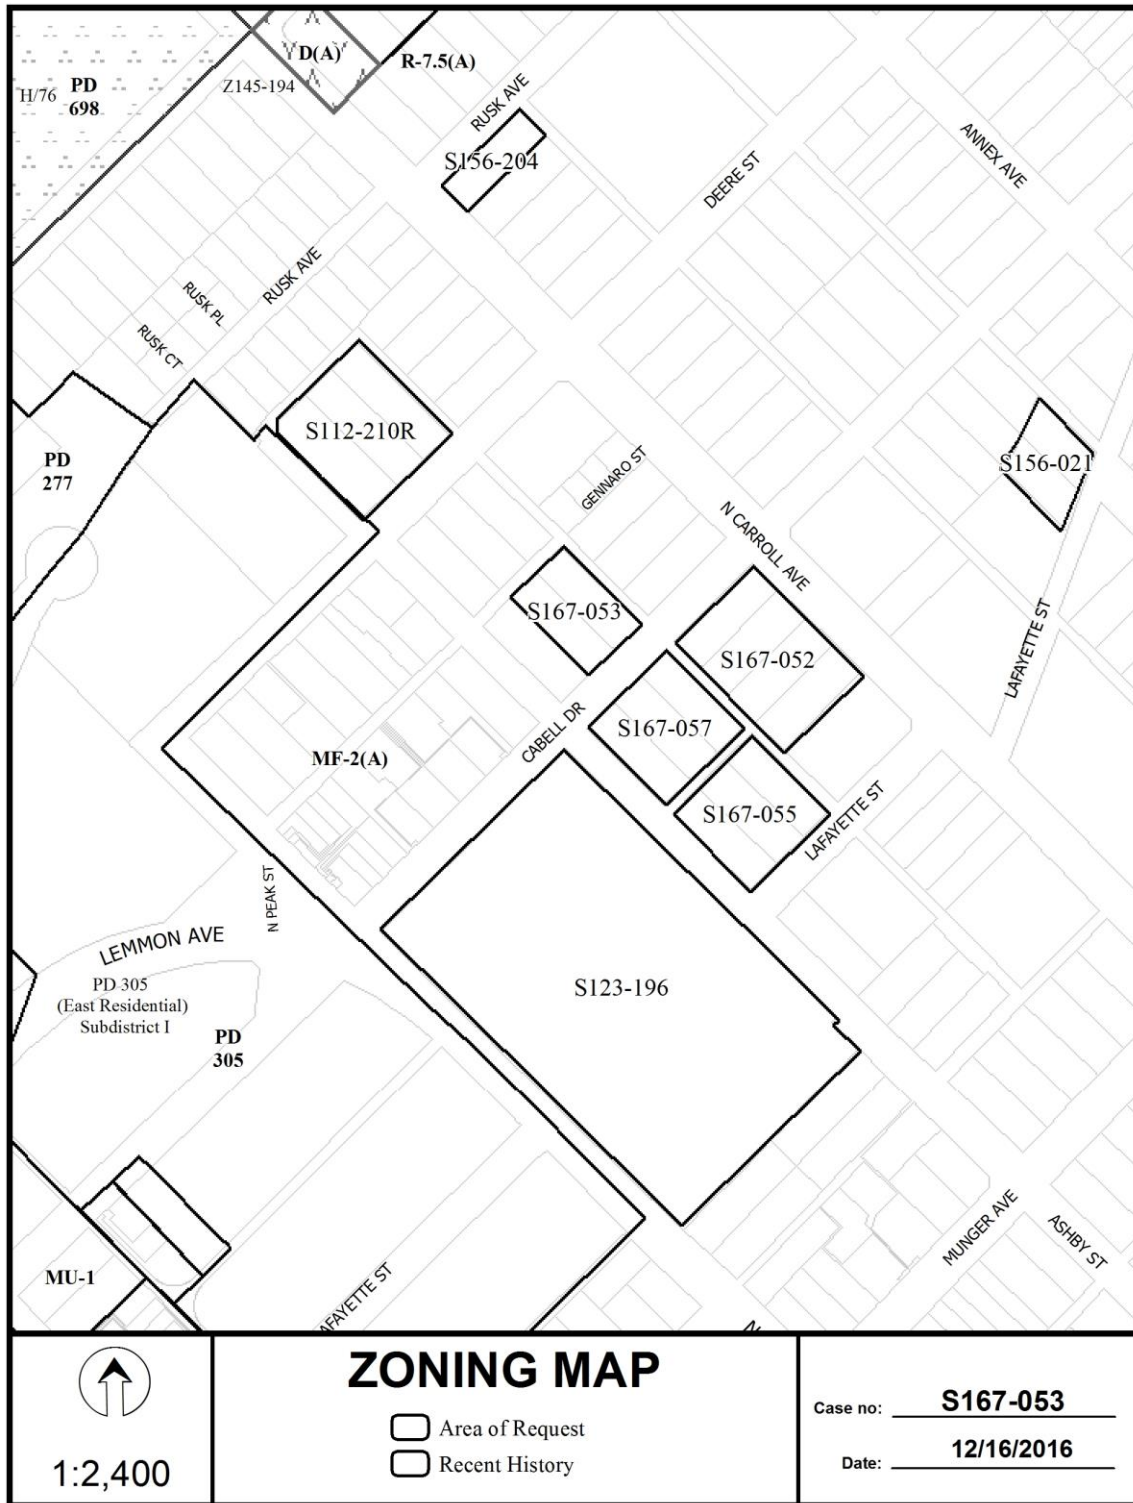 D(A)
R-7.5(A)
PD
698
H/76
Z145-194
RUSK AVE
S156-204
ANNEX AVE
DEERE ST
RUSK AVE
RUSK PL
RUSK CT
S112-210R
PD
277
S156-021
GENNARO ST
N CARROLL AVE
S167-053
S167-052
LAFAYETTE ST
S167-057
CABELL DR
MF-2(A)
S167-055
LAFAYETTE ST
N PEAK ST
LEMMON AVE
PD 305
(East Residential)
Subdistrict I
S123-196
PD
305
MUNGER AVE
ASHBY ST
MU-1
AFAYETTE ST
N
1:2,400
ZONING MAP
Area of Request
Recent History
Case no: S167-053
Date: 12/16/2016